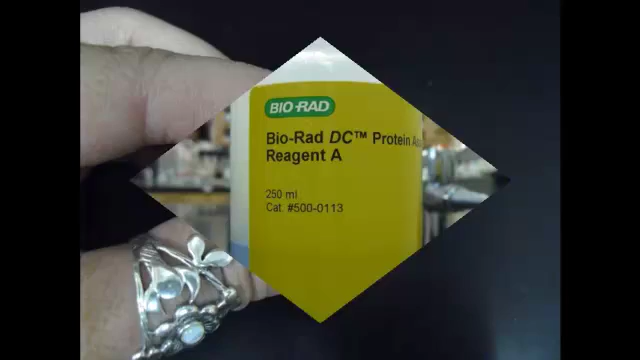 BIO-RAD
Bio-Rad DC™ Protein
Reagent A
250 ml
Cat. #500-0113